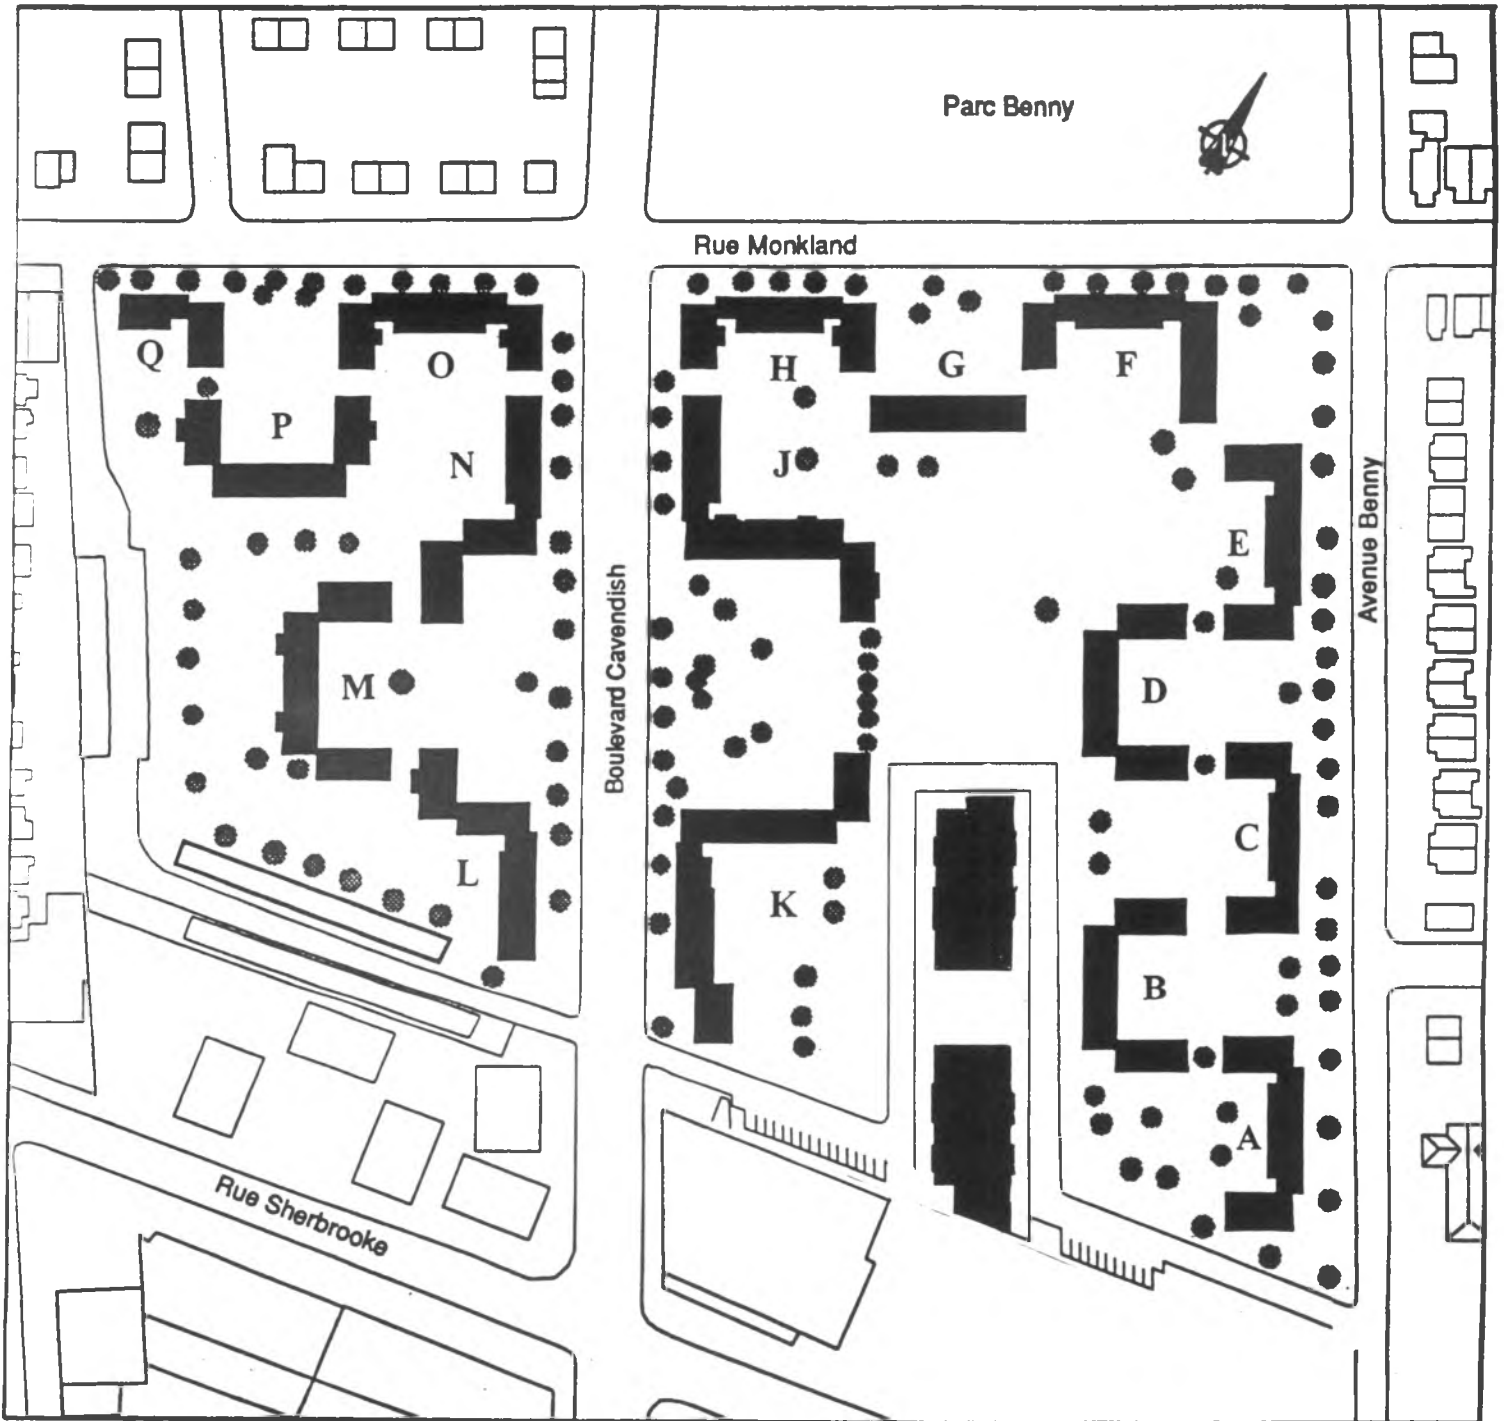 Parc Benny
Rue Monkland
Q
O
H
G
F
P
N
J
E
Boulevard Cavendish
Avenue Benny
M
D
C
L
K
B
A
Rue Sherbrooke